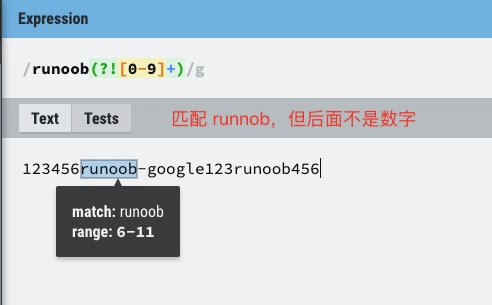 Expression
/runoob(?![0-9]+)/g
Text Tests 匹配 runnob，但后面不是数字
123456runoob-google123runoob456
match: runoob
range: 6-11